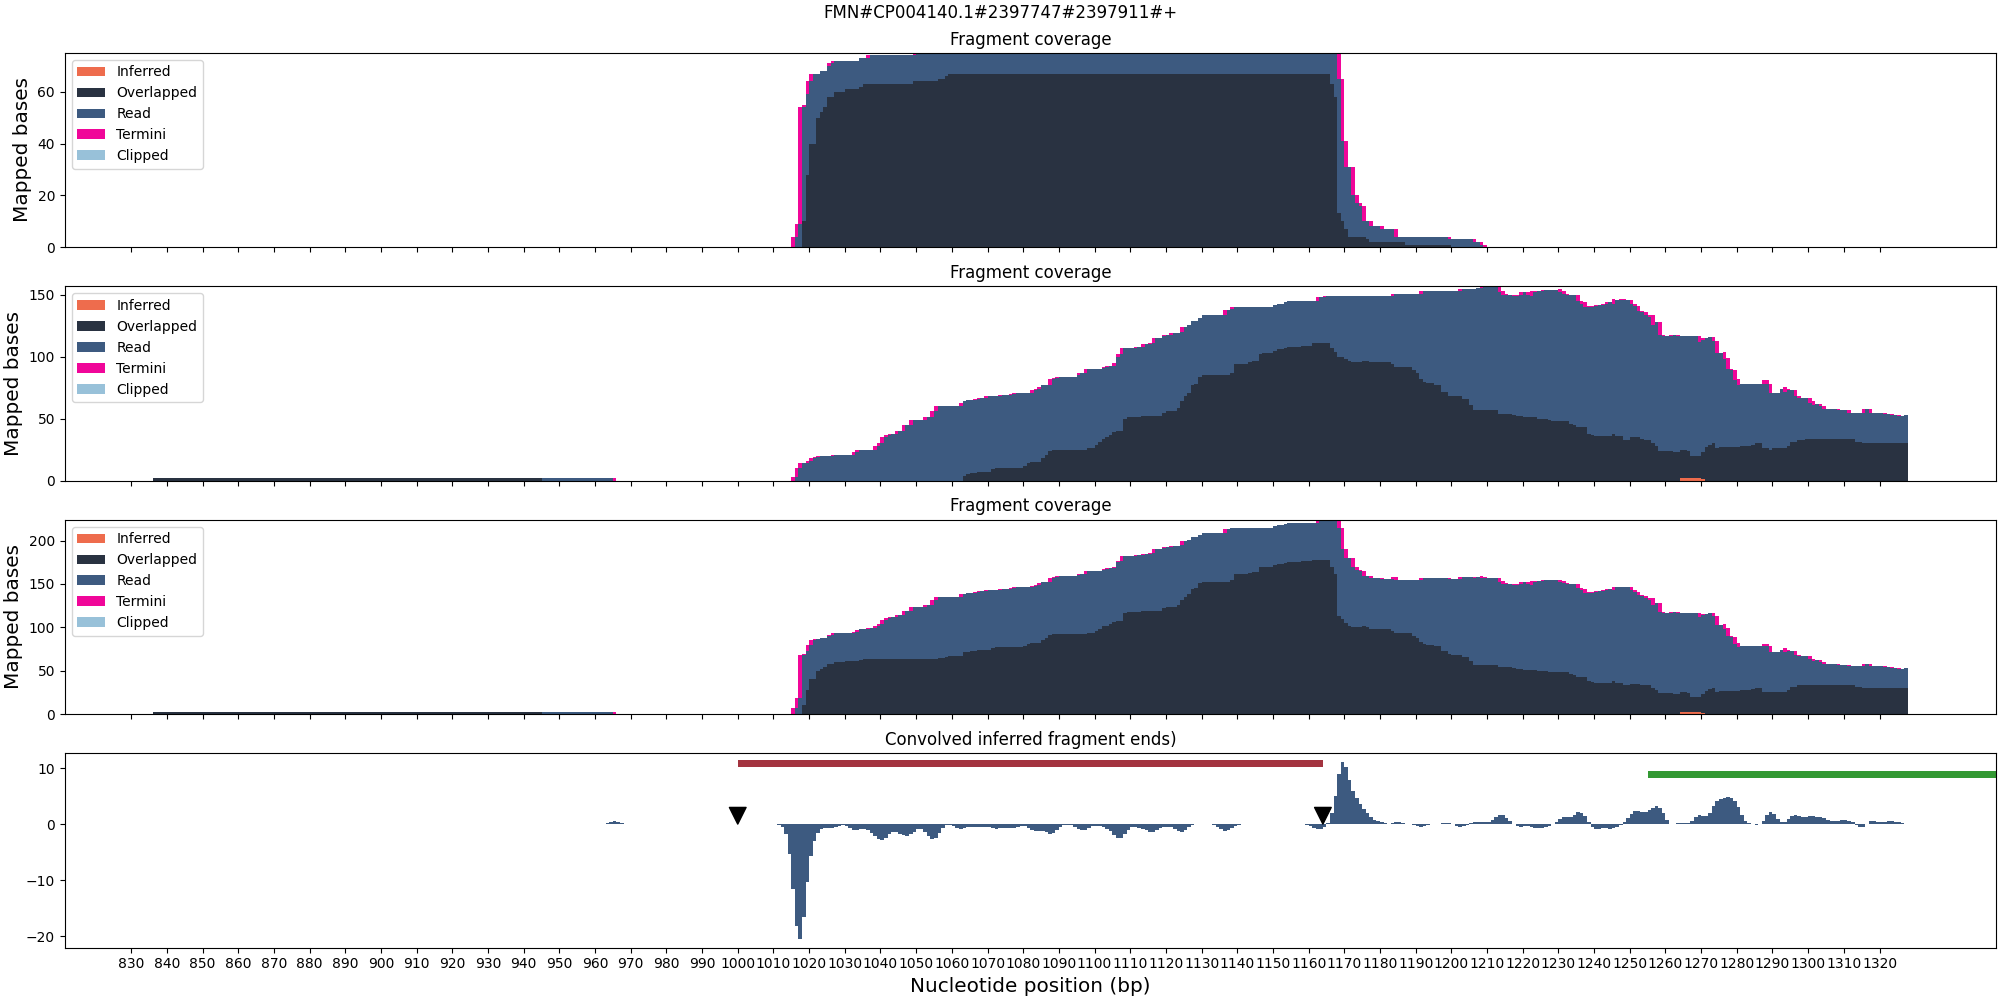 FMN#CP004140.1#2397747#2397911#+
Fragment coverage
Mapped bases
60
40
20
0
Inferred
Overlapped
Read
Termini
Clipped
Fragment coverage
Mapped bases
150
100
50
0
Inferred
Overlapped
Read
Termini
Clipped
Fragment coverage
Mapped bases
200
150
100
50
0
Inferred
Overlapped
Read
Termini
Clipped
Convolved inferred fragment ends)
10
0
−10
−20
830 840 850 860 870 880 890 900 910 920 930 940 950 960 970 980 990 1000 1010 1020 1030 1040 1050 1060 1070 1080 1090 1100 1110 1120 1130 1140 1150 1160 1170 1180 1190 1200 1210 1220 1230 1240 1250 1260 1270 1280 1290 1300 1310 1320
Nucleotide position (bp)